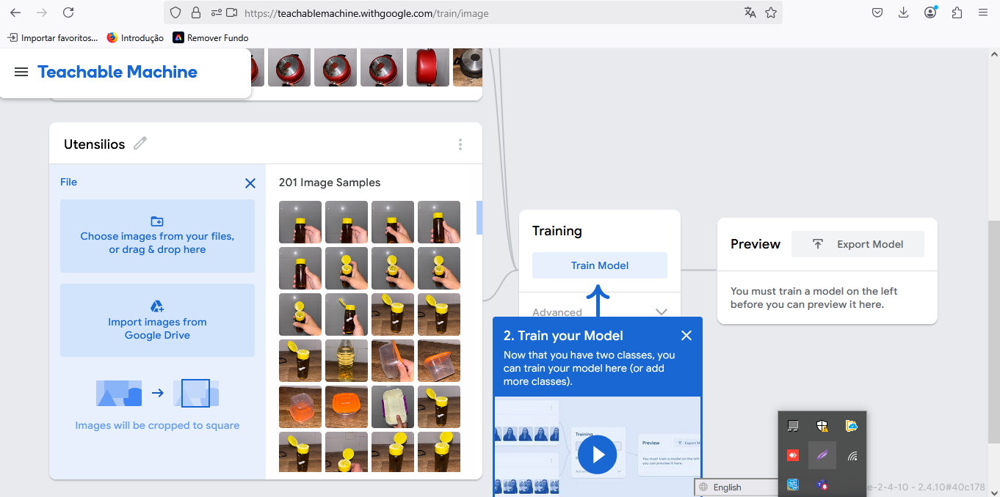 https://teachablemachine.withgoogle.com/train/image
Importar favoritos...
Introdução
Remover Fundo
Teachable Machine
Utensilios
File
Choose images from your files,
or drag & drop here
Import images from
Google Drive
Images will be cropped to square
201 Image Samples
Training
Train Model
Advanced
Preview
Export Model
You must train a model on the left
before you can preview it here.
2. Train your Model
Now that you have two classes, you
can train your model here (or add
more classes).
Training
Preview
You must train a model on the left
you can preview it here.
English
e-2-4-10 - 2.4.10#40c178